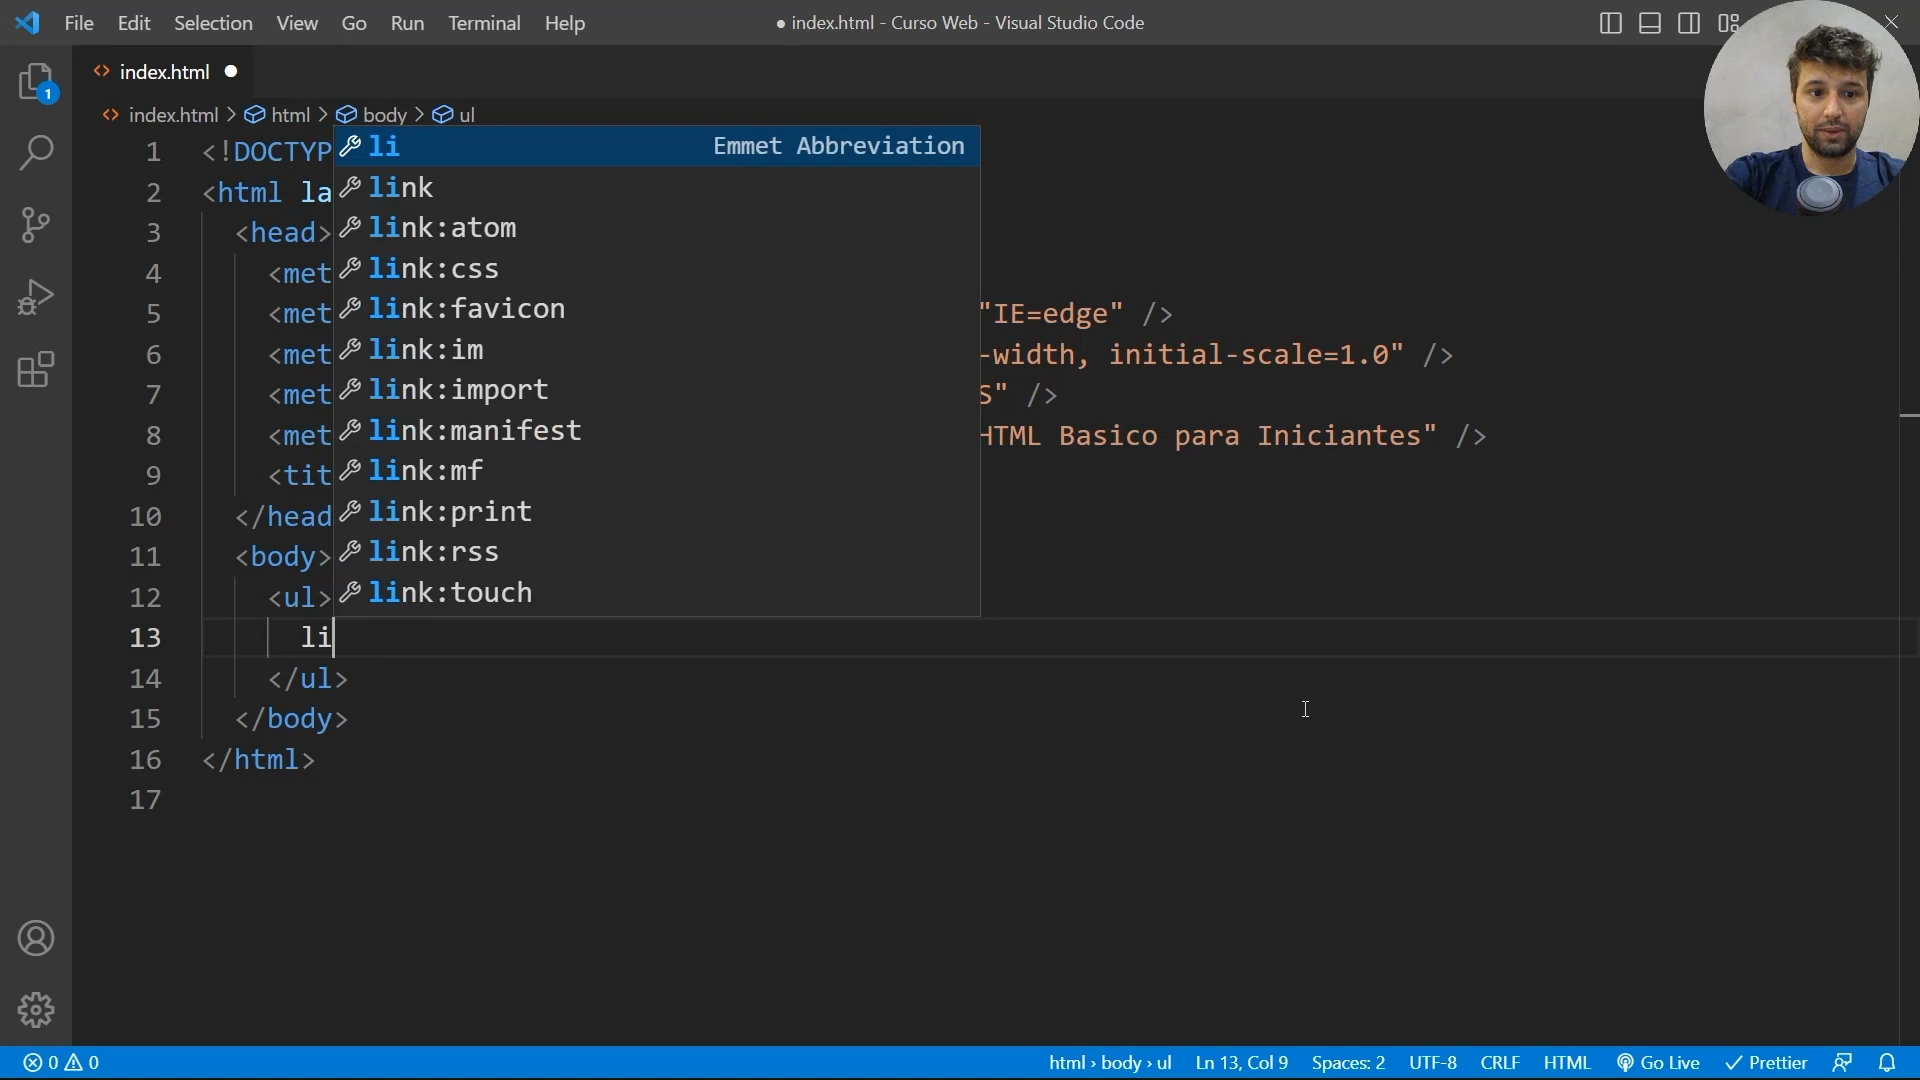 File Edit Selection View Go Run Terminal Help
● index.html - Curso Web - Visual Studio Code
1
index.html ●
index.html > html > body > ul
1 <!DOCTYP
2 <html la
3 <head>
4 <met
5 <met "IE=edge" />
6 <met -width, initial-scale=1.0" />
7 <met S" />
8 <met HTML Basico para Iniciantes" />
9 <tit
10 </head
11 <body>
12 <ul>
13 li
14 </ul>
15 </body>
16 </html>
17
li Emmet Abbreviation
link
link:atom
link:css
link:favicon
link:im
link:import
link:manifest
link:mf
link:print
link:rss
link:touch
0 0 html › body › ul Ln 13, Col 9 Spaces: 2 UTF-8 CRLF HTML Go Live Prettier